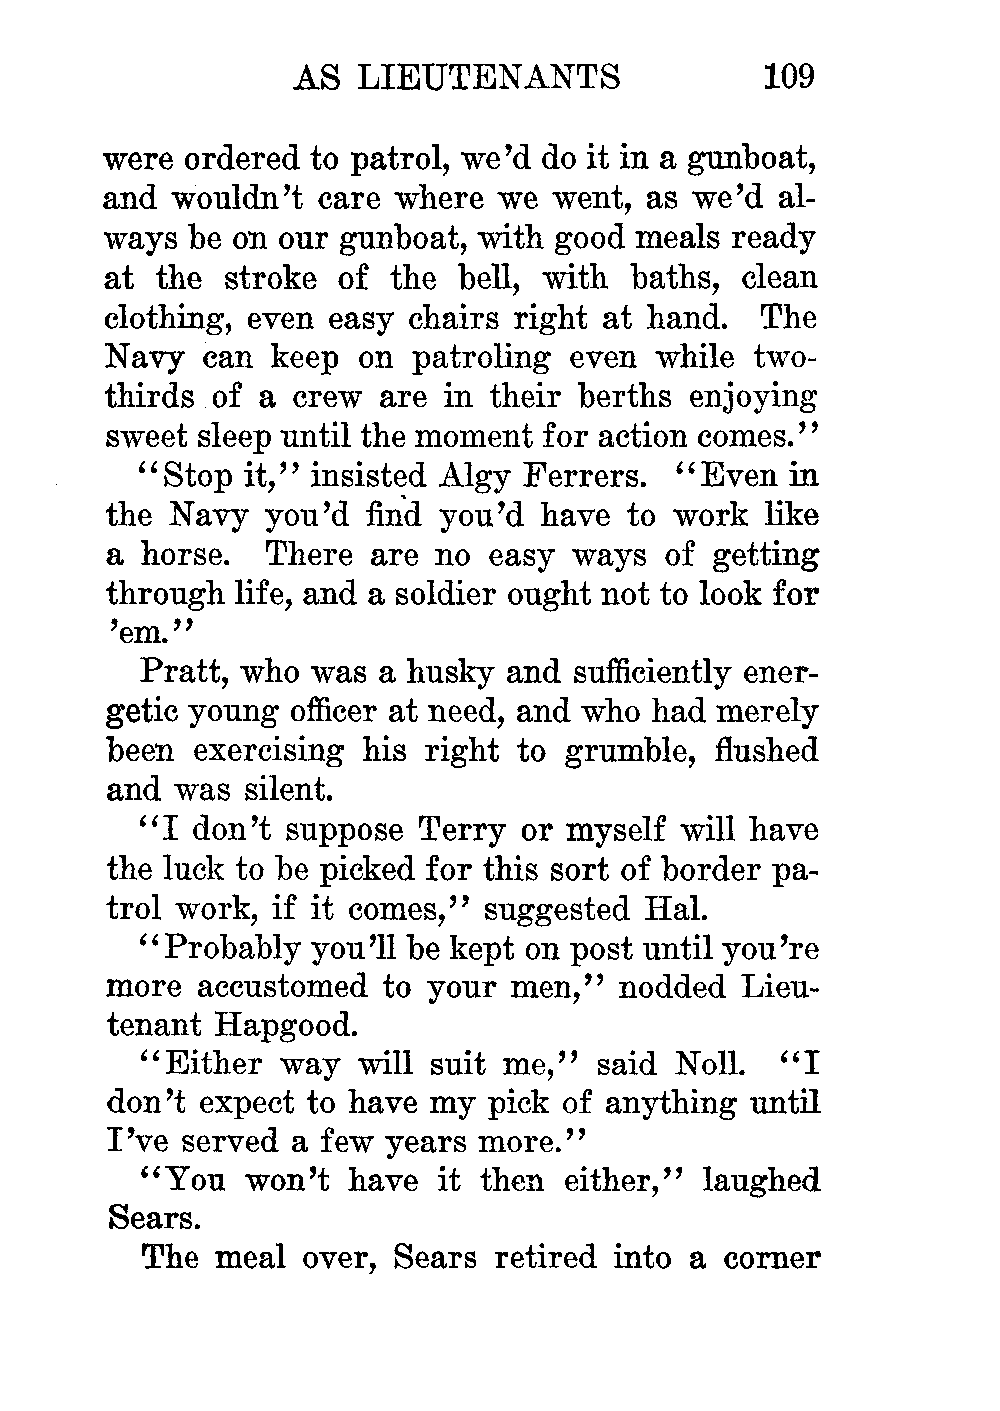 AS LIEUTENANTS 109
were ordered to patrol, we'd do it in a gunboat,
and wouldn't care where we went, as we'd al-
ways be on our gunboat, with good meals ready
at the stroke of the bell, with baths, clean
clothing, even easy chairs right at hand. The
Navy can keep on patroling even while two-
thirds of a crew are in their berths enjoying
sweet sleep until the moment for action comes."
"Stop it," insisted Algy Ferrers. "Even in
the Navy you'd find you'd have to work like
a horse. There are no easy ways of getting
through life, and a soldier ought not to look for
'em."
Pratt, who was a husky and sufficiently ener-
getic young officer at need, and who had merely
been exercising his right to grumble, flushed
and was silent.
"I don't suppose Terry or myself will have
the luck to be picked for this sort of border pa-
trol work, if it comes," suggested Hal.
"Probably you'll be kept on post until you're
more accustomed to your men," nodded Lieu-
tenant Hapgood.
"Either way will suit me," said Noll. "I
don't expect to have my pick of anything until
I've served a few years more."
"You won't have it then either," laughed
Sears.
The meal over, Sears retired into a corner